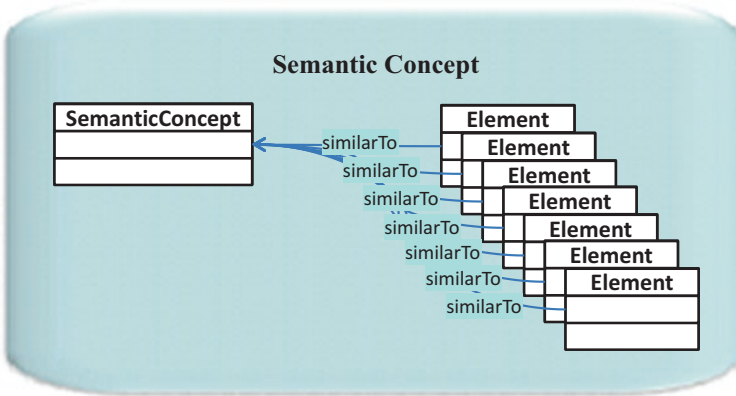 Semantic Concept
SemanticConcept
Element
similarTo
Element
similarTo
Element
similarTo
Element
similarTo
Element
similarTo
Element
similarTo
Element
similarTo